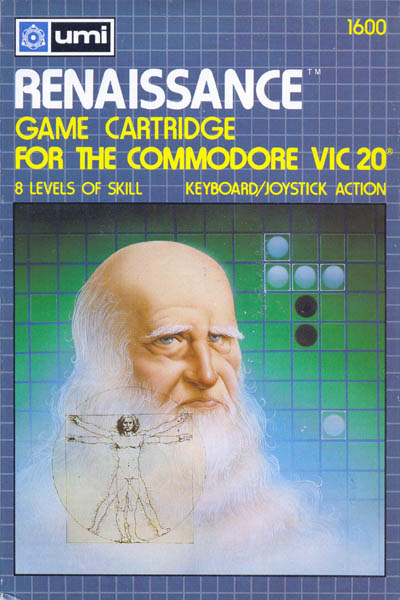 umi
1600
RENAISSANCE™
GAME CARTRIDGE
FOR THE COMMODORE VIC 20®
8 LEVELS OF SKILL
KEYBOARD/JOYSTICK ACTION